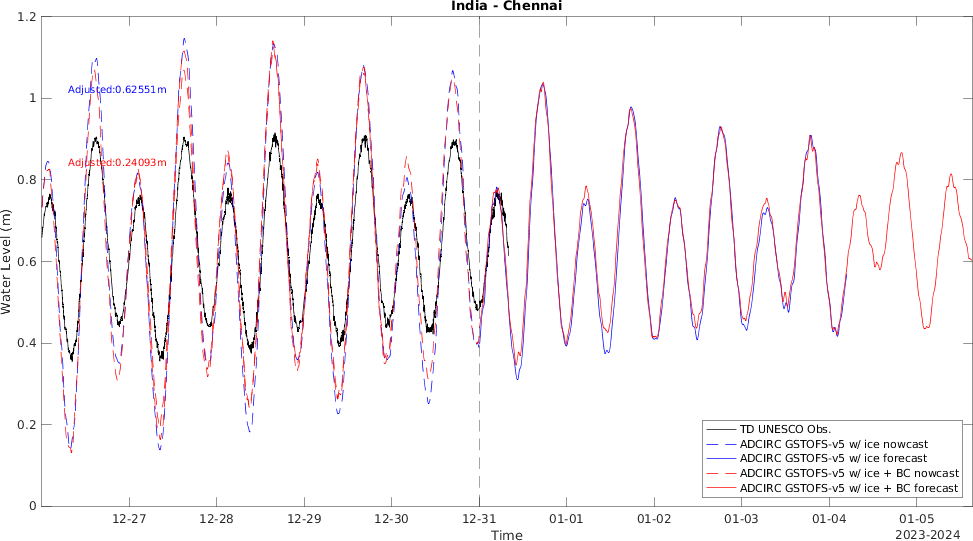 India - Chennai
1.2
1
0.8
0.6
0.4
0.2
0
Water Level (m)
Adjusted:0.62551m
Adjusted:0.24093m
TD UNESCO Obs.
ADCIRC GSTOFS-v5 w/ ice nowcast
ADCIRC GSTOFS-v5 w/ ice forecast
ADCIRC GSTOFS-v5 w/ ice + BC nowcast
ADCIRC GSTOFS-v5 w/ ice + BC forecast
12-27 12-28 12-29 12-30 12-31 01-01 01-02 01-03 01-04 01-05
Time
2023-2024